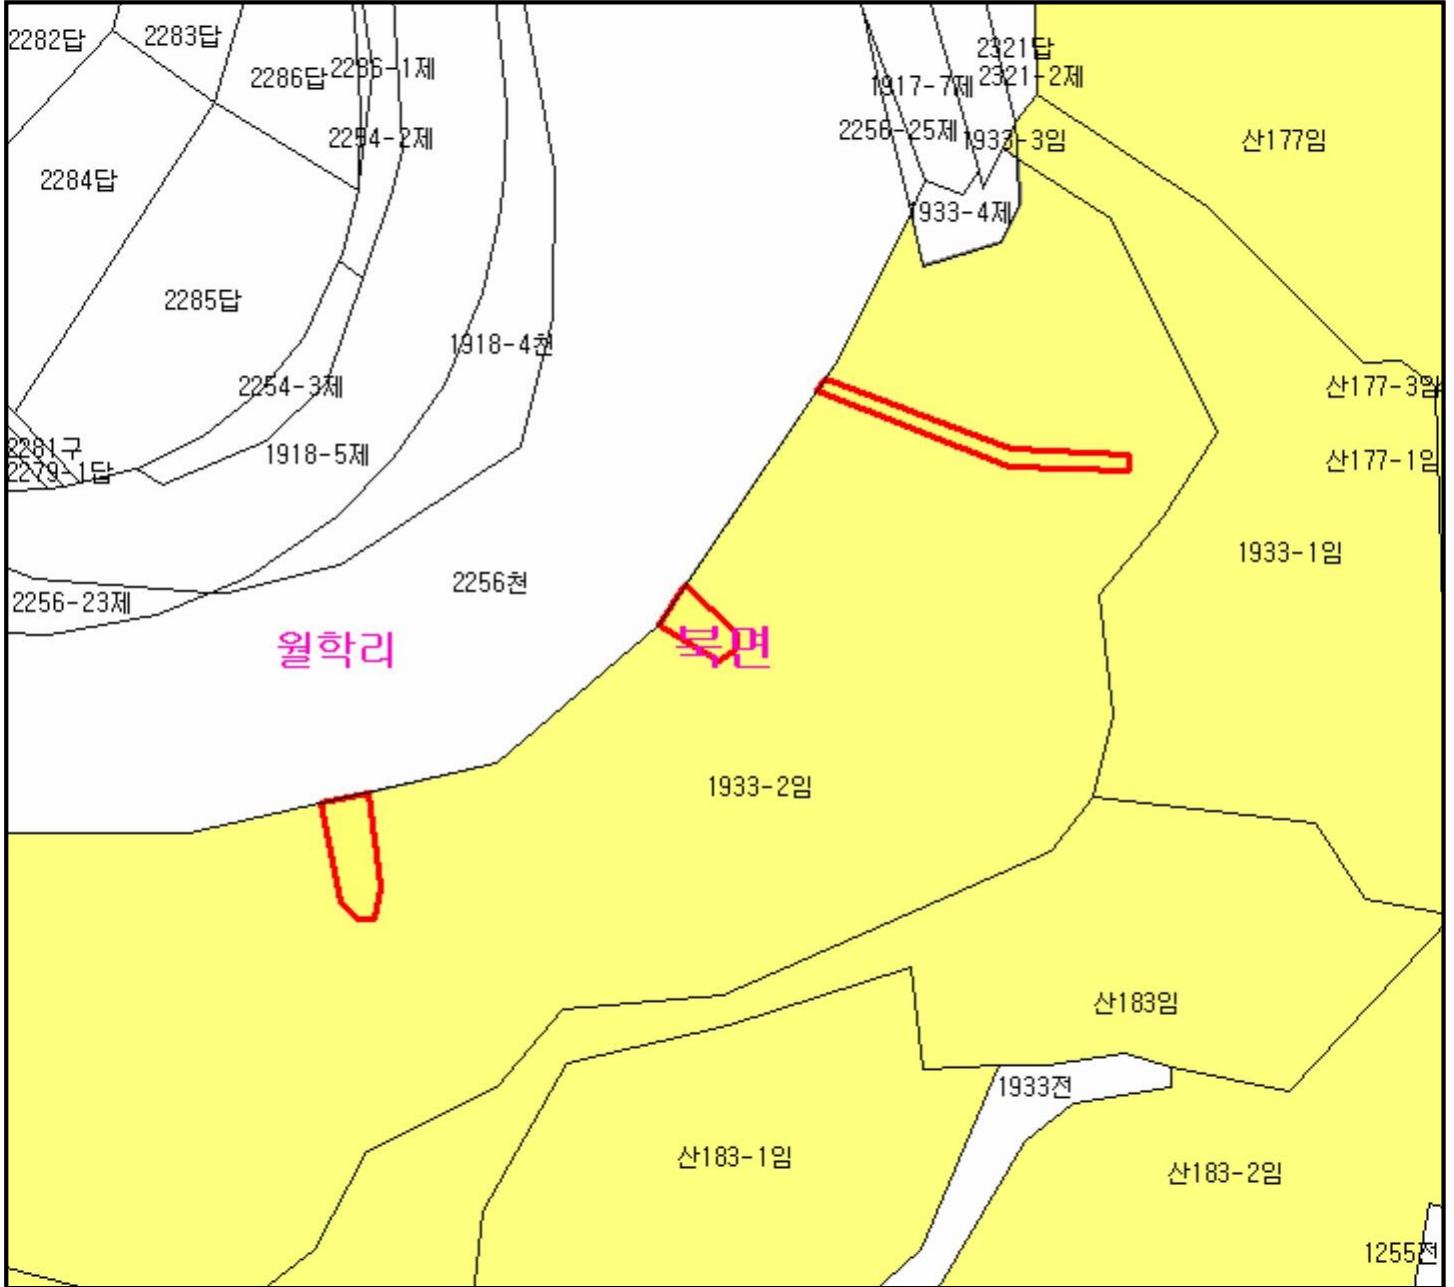 2282답
2283답
2286답
2286-1제
2254-2제
2284답
2285답
2254-3제
1918-4천
1918-5제
2281구
2279-1답
2256-23제
2256천
월학리
북면
2321답
2321-2제
1917-7제
2256-25제
1933-3임
1933-4제
산177임
산177-3임
산177-1임
1933-1임
1933-2임
산183임
1933전
산183-1임
산183-2임
1255전